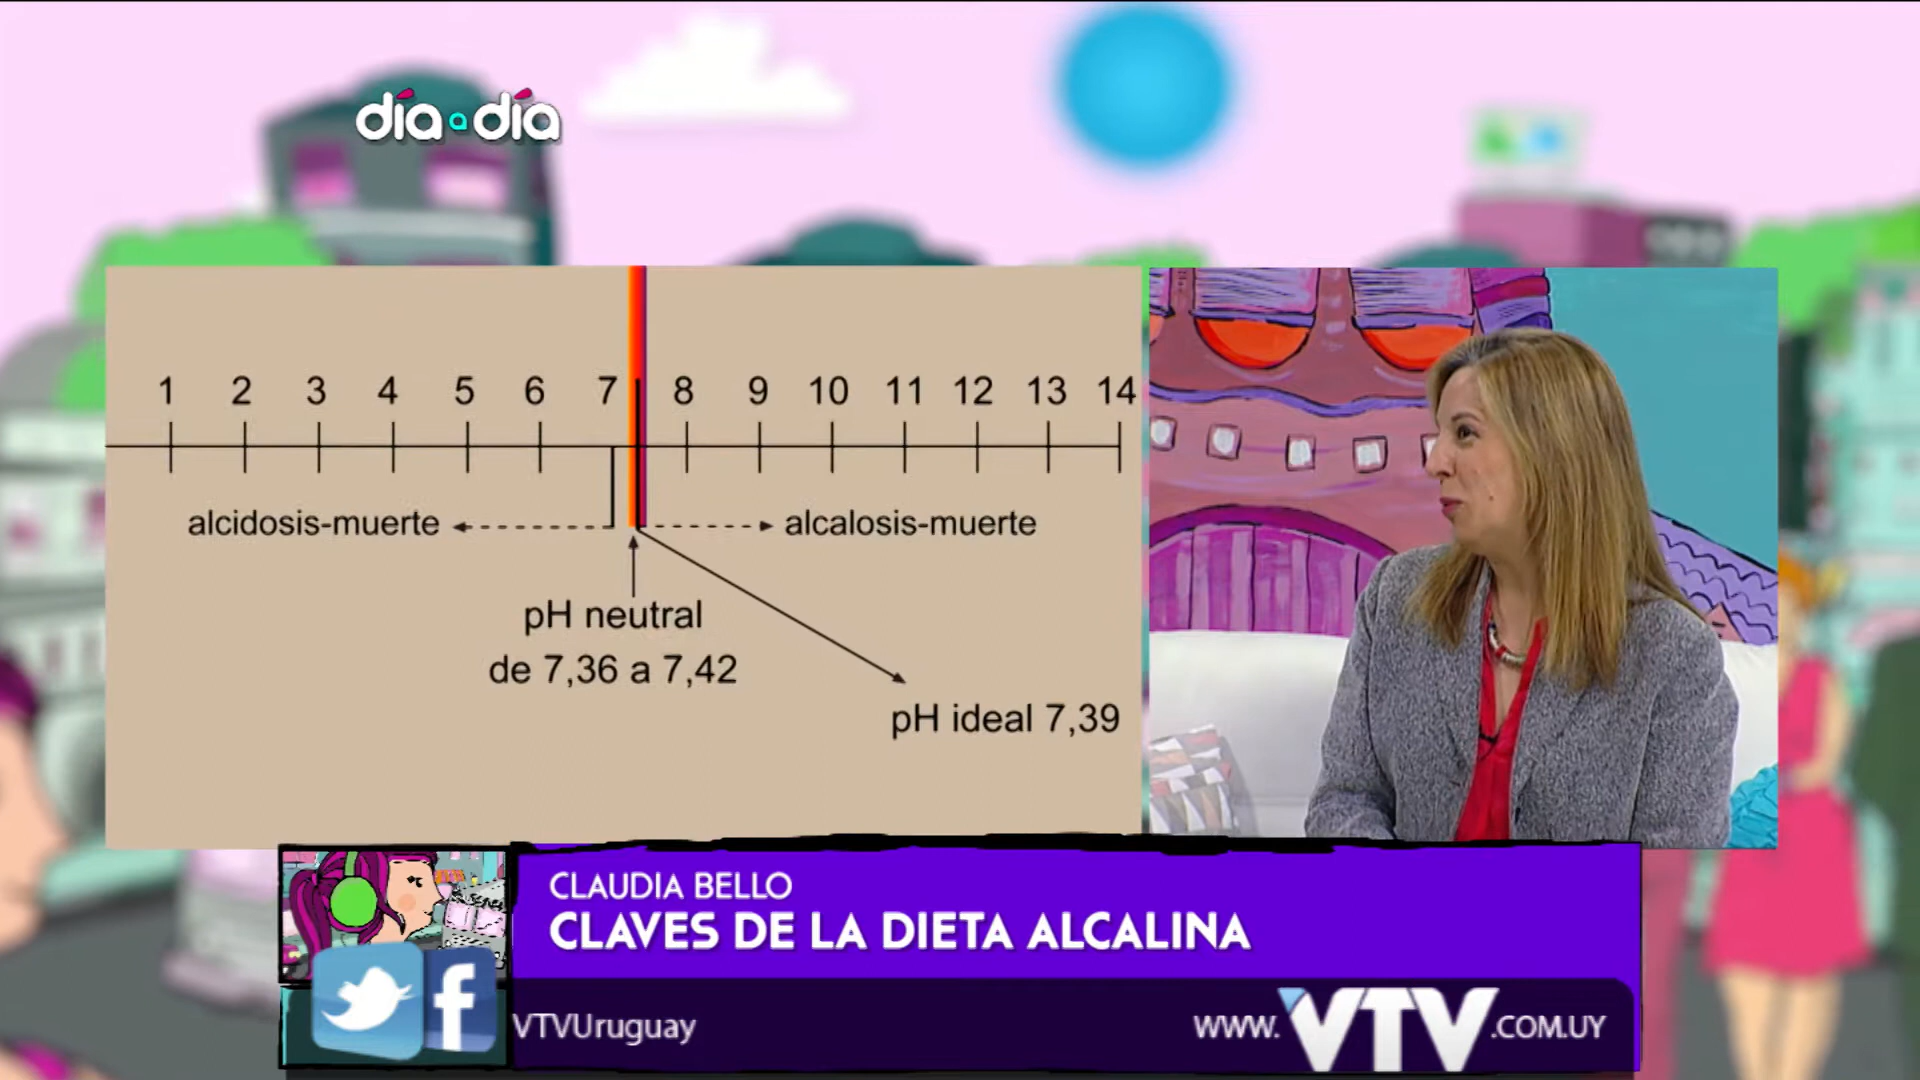 día a día
1 2 3 4 5 6 7 8 9 10 11 12 13 14
alcidosis-muerte
alcalosis-muerte
pH neutral
de 7,36 a 7,42
pH ideal 7,39
CLAUDIA BELLO
CLAVES DE LA DIETA ALCALINA
VTVUruguay
WWW.VTV.COM.UY